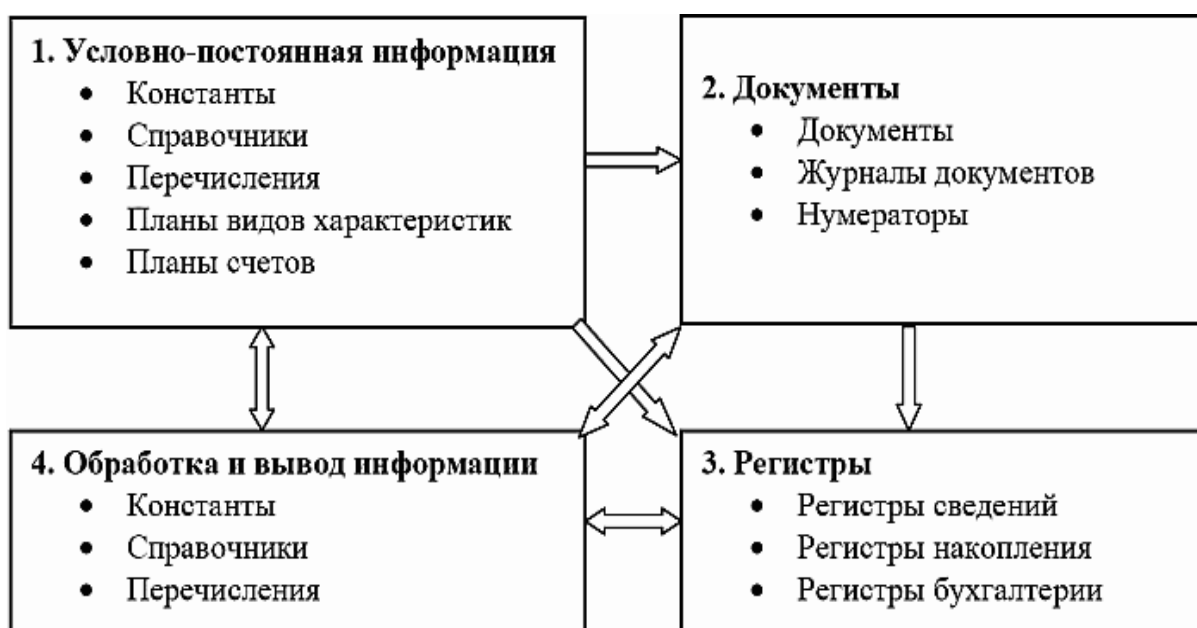 1. Условно-постоянная информация
• Константы
• Справочники
• Перечисления
• Планы видов характеристик
• Планы счетов
2. Документы
• Документы
• Журналы документов
• Нумераторы
4. Обработка и вывод информации
• Константы
• Справочники
• Перечисления
3. Регистры
• Регистры сведений
• Регистры накопления
• Регистры бухгалтерии